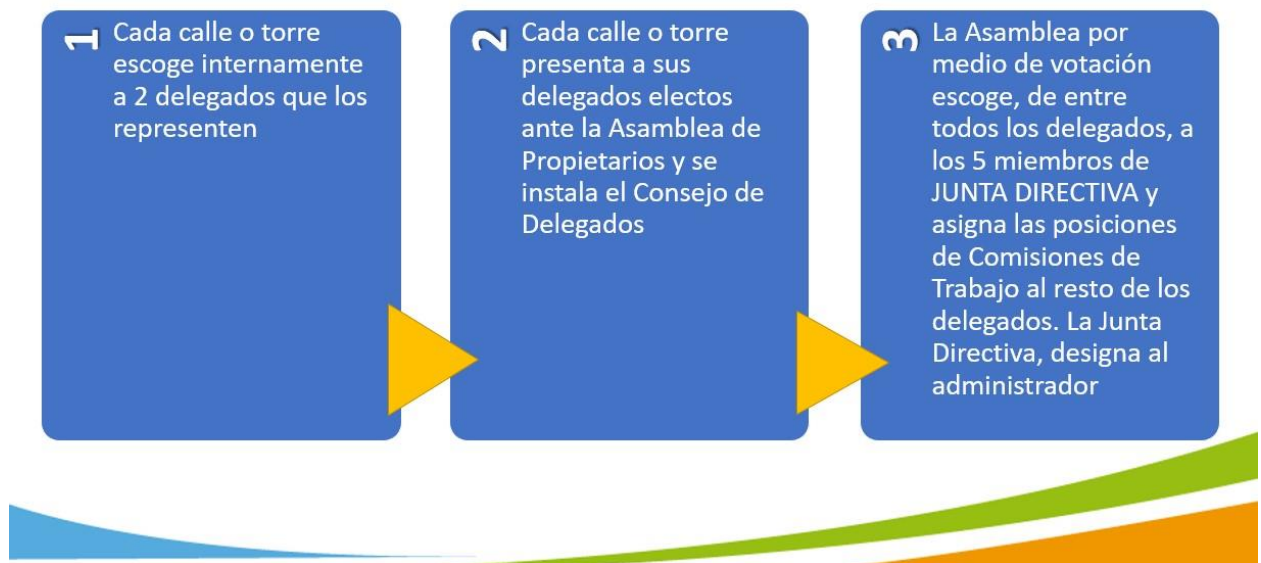 1
Cada calle o torre
escoge internamente
a 2 delegados que los
representen
2
Cada calle o torre
presenta a sus
delegados electos
ante la Asamblea de
Propietarios y se
instala el Consejo de
Delegados
3
La Asamblea por
medio de votación
escoge, de entre
todos los delegados, a
los 5 miembros de
JUNTA DIRECTIVA y
asigna las posiciones
de Comisiones de
Trabajo al resto de los
delegados. La Junta
Directiva, designa al
administrador